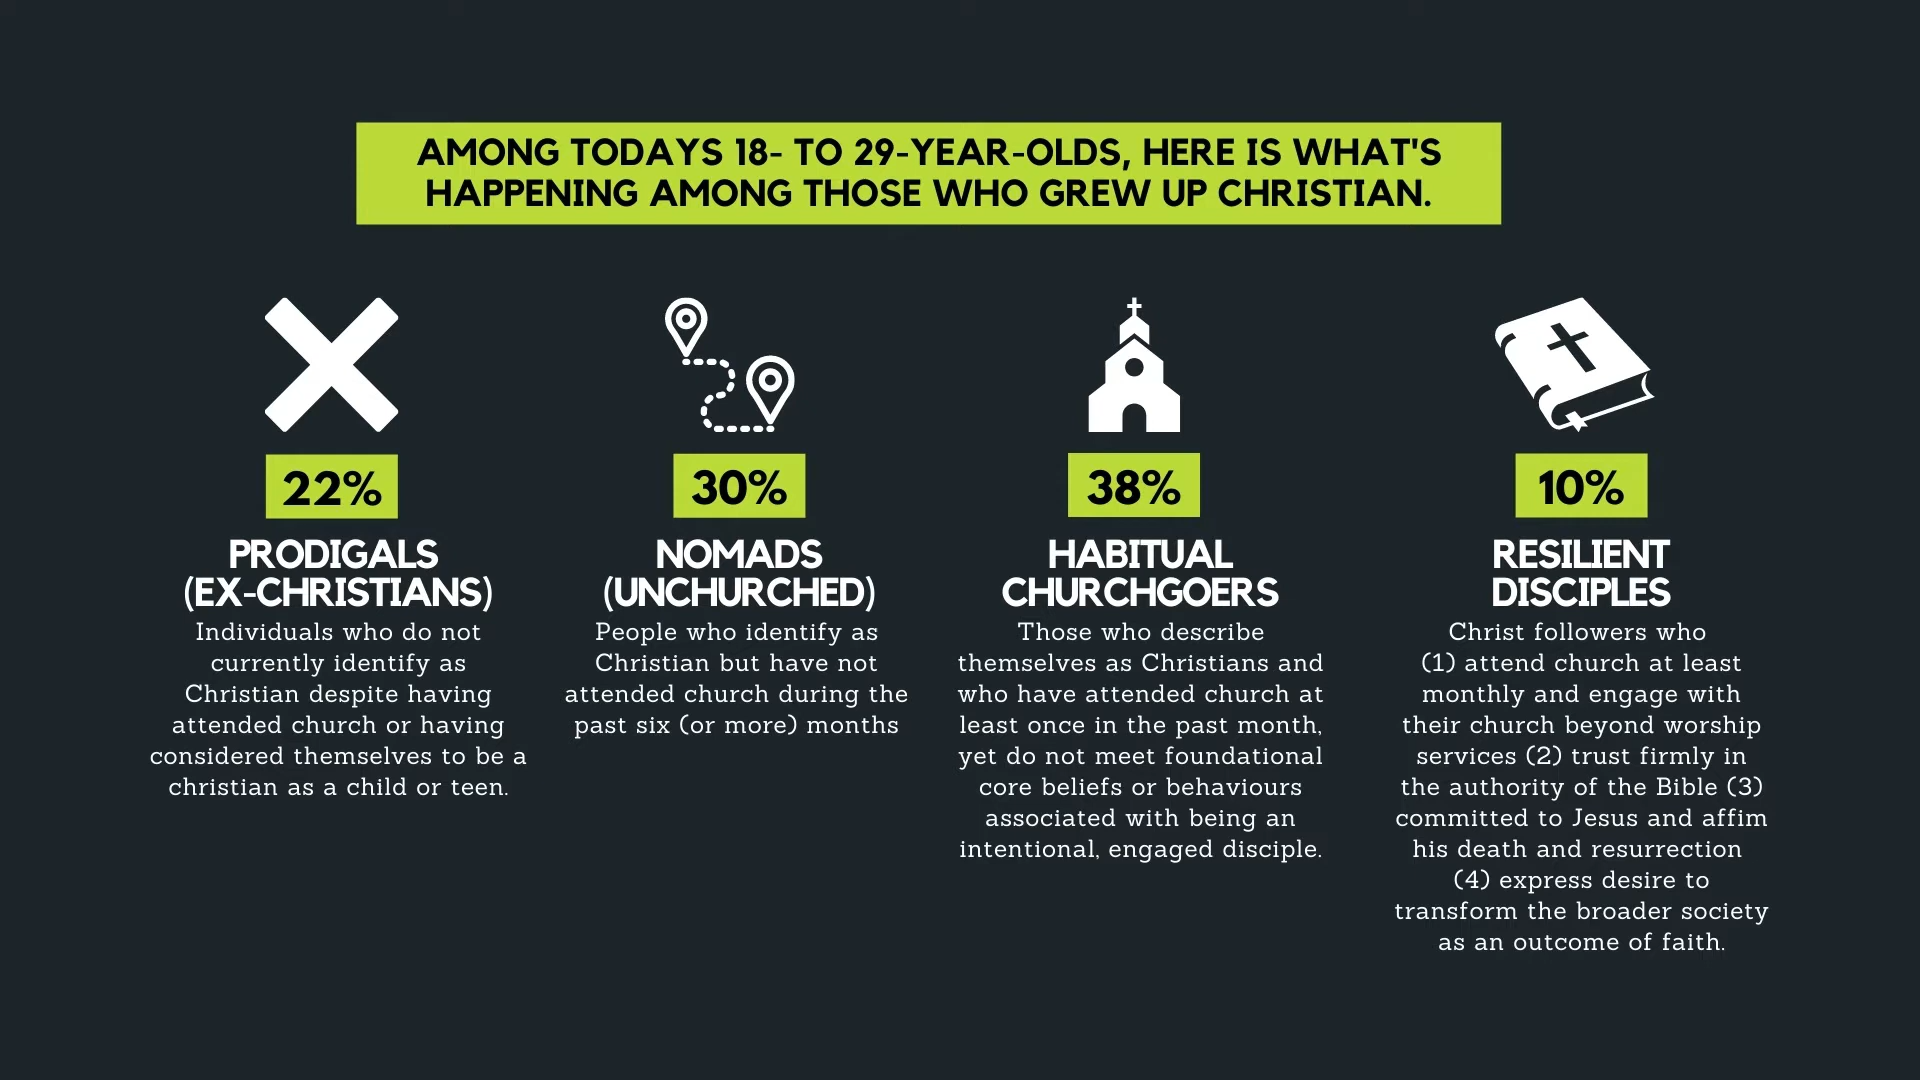 AMONG TODAYS 18- TO 29-YEAR-OLDS, HERE IS WHAT'S
HAPPENING AMONG THOSE WHO GREW UP CHRISTIAN.
22%
PRODIGALS
(EX-CHRISTIANS)
Individuals who do not
currently identify as
Christian despite having
attended church or having
considered themselves to be a
christian as a child or teen.
30%
NOMADS
(UNCHURCHED)
People who identify as
Christian but have not
attended church during the
past six (or more) months
38%
HABITUAL
CHURCHGOERS
Those who describe
themselves as Christians and
who have attended church at
least once in the past month,
yet do not meet foundational
core beliefs or behaviours
associated with being an
intentional, engaged disciple.
10%
RESILIENT
DISCIPLES
Christ followers who
(1) attend church at least
monthly and engage with
their church beyond worship
services (2) trust firmly in
the authority of the Bible (3)
committed to Jesus and affim
his death and resurrection
(4) express desire to
transform the broader society
as an outcome of faith.